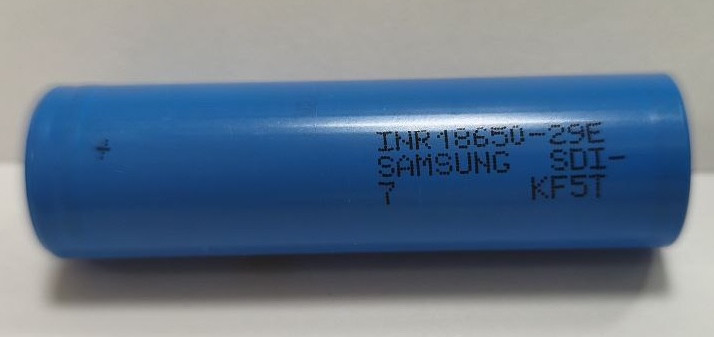 INR18650-29E
SAMSUNG SDI-
7 KF5T